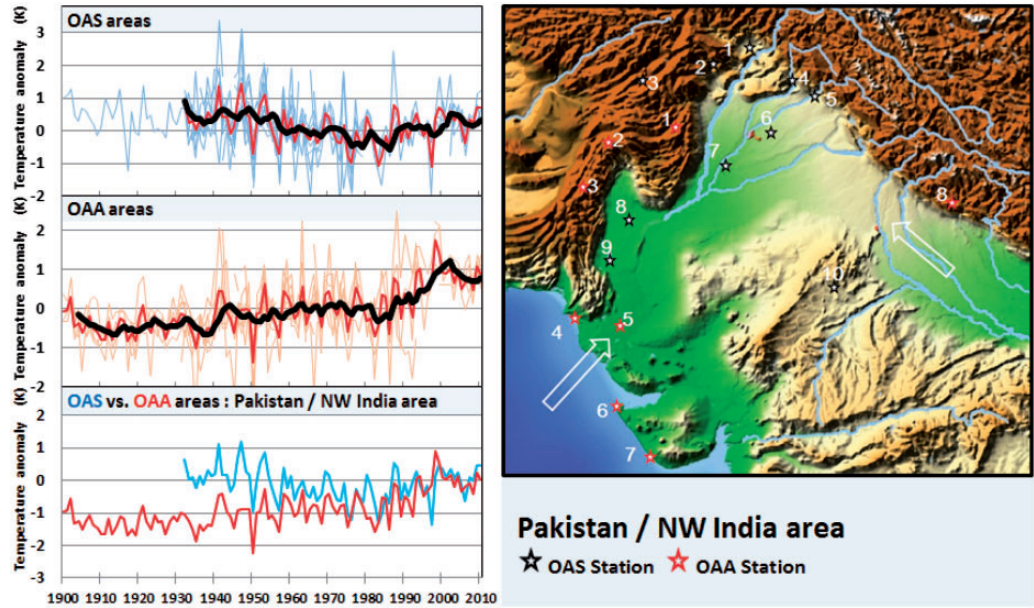 OAS areas
(K)
Temperature anomaly
3
2
1
0
-1
-2
OAA areas
(K)
Temperature anomaly
2
1
0
-1
-2
OAS vs. OAA areas : Pakistan / NW India area
(K)
Temperature anomaly
2
1
0
-1
-2
-3
1900 1910 1920 1930 1940 1950 1960 1970 1980 1990 2000 2010
1
2
3
4
5
1
6
2
7
3
8
8
9
10
4
5
6
7
Pakistan / NW India area
OAS Station OAA Station